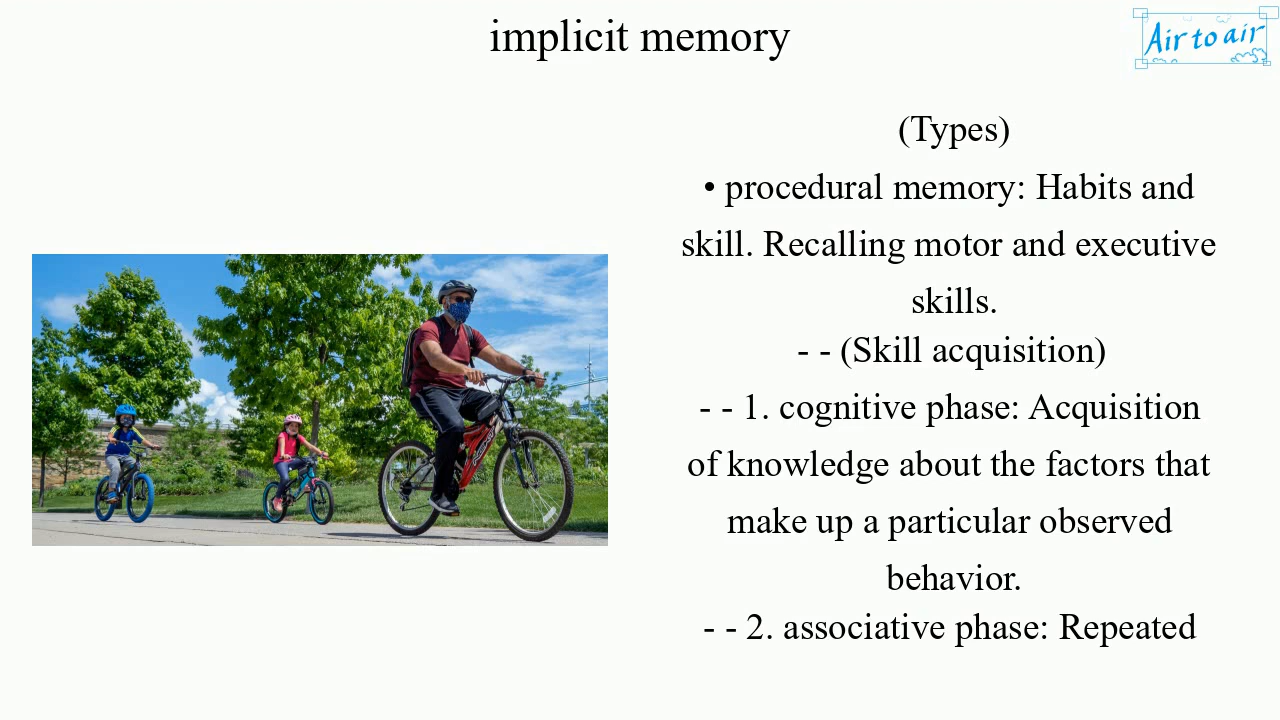 implicit memory
Air to air
(Types)
• procedural memory: Habits and
skill. Recalling motor and executive
skills.
- - (Skill acquisition)
- - 1. cognitive phase: Acquisition
of knowledge about the factors that
make up a particular observed
behavior.
- - 2. associative phase: Repeated